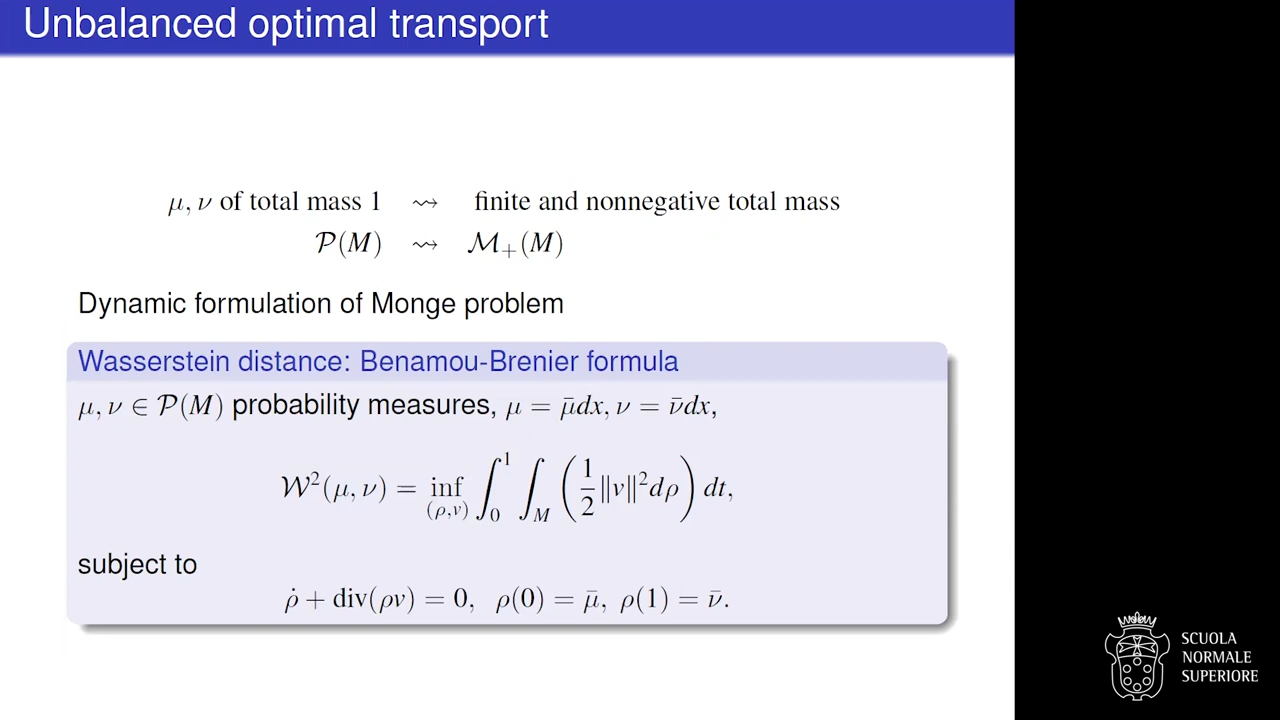 Unbalanced optimal transport
μ, ν of total mass 1 ⇝ finite and nonnegative total mass
𝒫(M) ⇝ ℳ₊(M)
Dynamic formulation of Monge problem
Wasserstein distance: Benamou-Brenier formula
μ, ν ∈ 𝒫(M) probability measures, μ = μ̄dx, ν = ν̄dx,
𝒲²(μ, ν) = inf_{(ρ,v)} ∫₀¹ ∫_M (½‖v‖²dρ) dt,
subject to
ρ̇ + div(ρv) = 0, ρ(0) = μ̄, ρ(1) = ν̄.
SCUOLA
NORMALE
SUPERIORE